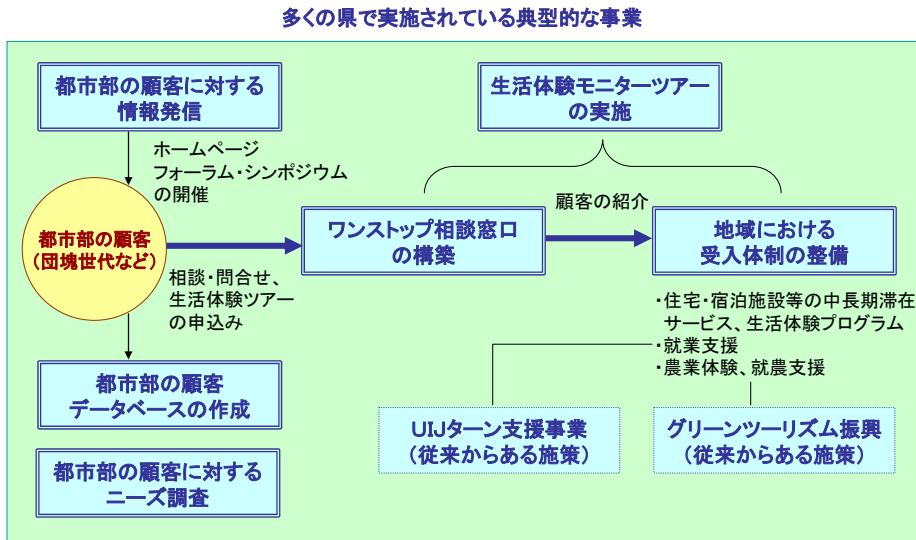 多くの県で実施されている典型的な事業
都市部の顧客に対する
情報発信
生活体験モニターツアー
の実施
ホームページ
フォーラム・シンポジウム
の開催
都市部の顧客
（団塊世代など）
ワンストップ相談窓口
の構築
顧客の紹介
地域における
受入体制の整備
相談・問合せ、
生活体験ツアー
の申込み
・住宅・宿泊施設等の中長期滞在
サービス、生活体験プログラム
・就業支援
・農業体験、就農支援
都市部の顧客
データベースの作成
UIJターン支援事業
（従来からある施策）
グリーンツーリズム振興
（従来からある施策）
都市部の顧客に対する
ニーズ調査